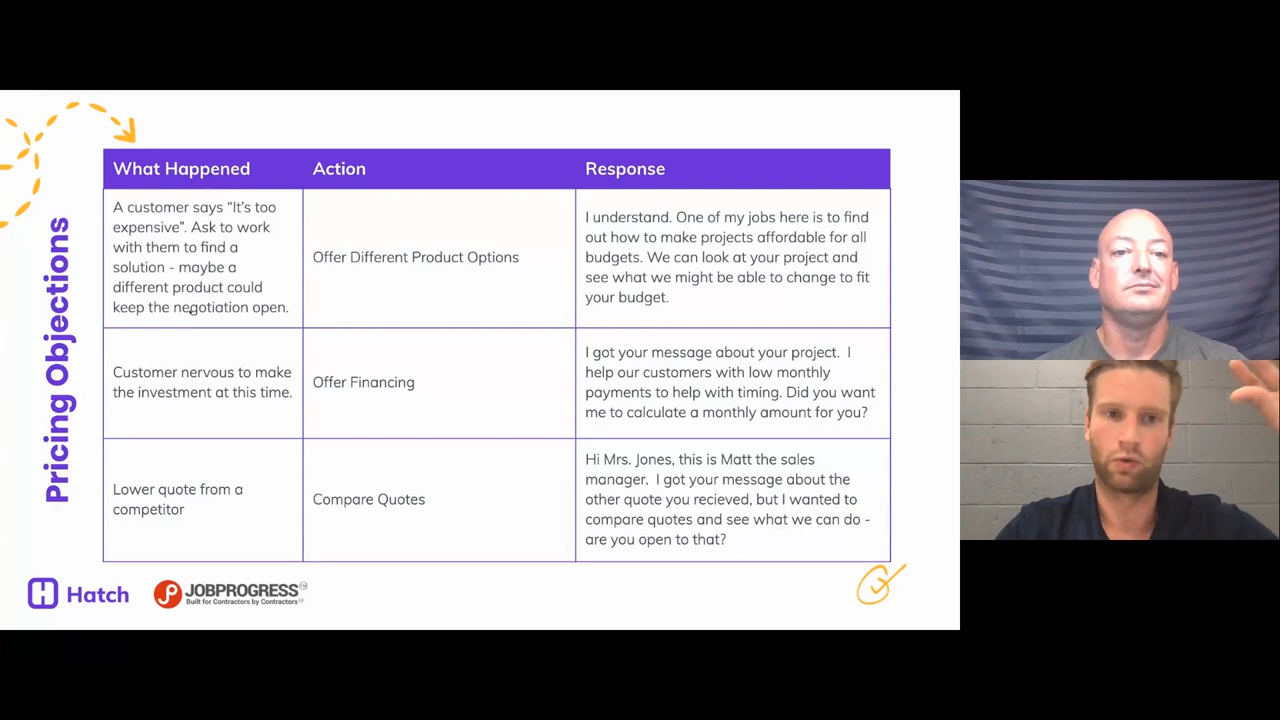 Pricing Objections
What Happened
Action
Response
A customer says “It’s too
expensive”. Ask to work
with them to find a
solution - maybe a
different product could
keep the negotiation open.
Offer Different Product Options
I understand. One of my jobs here is to find
out how to make projects affordable for all
budgets. We can look at your project and
see what we might be able to change to fit
your budget.
Customer nervous to make
the investment at this time.
Offer Financing
I got your message about your project. I
help our customers with low monthly
payments to help with timing. Did you want
me to calculate a monthly amount for you?
Lower quote from a
competitor
Compare Quotes
Hi Mrs. Jones, this is Matt the sales
manager. I got your message about the
other quote you recieved, but I wanted to
compare quotes and see what we can do -
are you open to that?
Hatch
JOBPROGRESS
Built for Contractors by Contractors